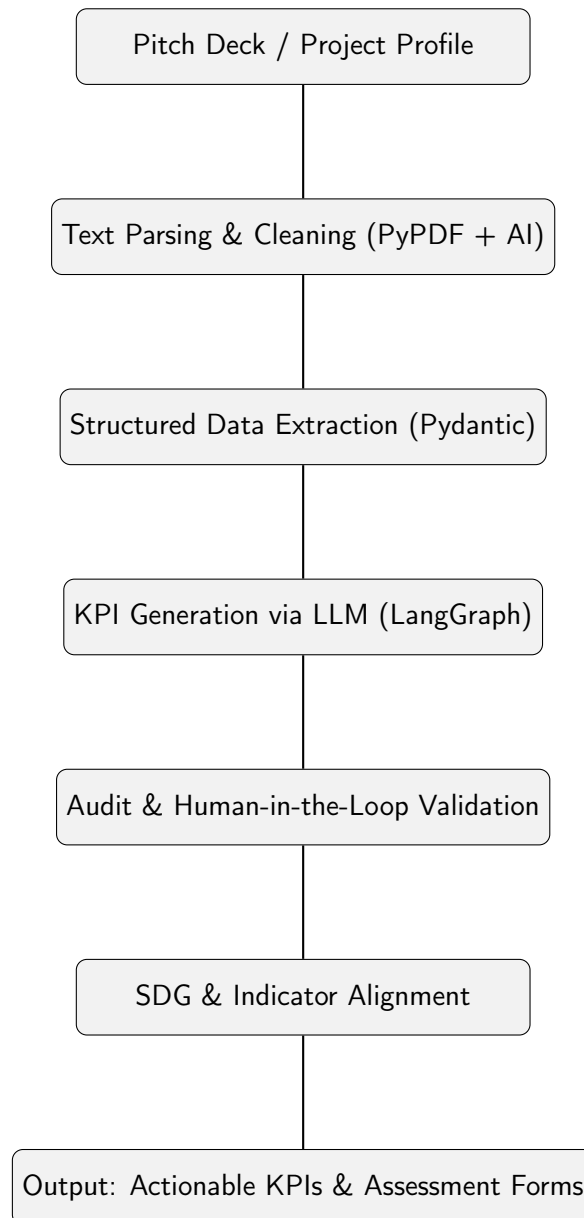 Pitch Deck / Project Profile
Text Parsing & Cleaning (PyPDF + AI)
Structured Data Extraction (Pydantic)
KPI Generation via LLM (LangGraph)
Audit & Human-in-the-Loop Validation
SDG & Indicator Alignment
Output: Actionable KPIs & Assessment Forms